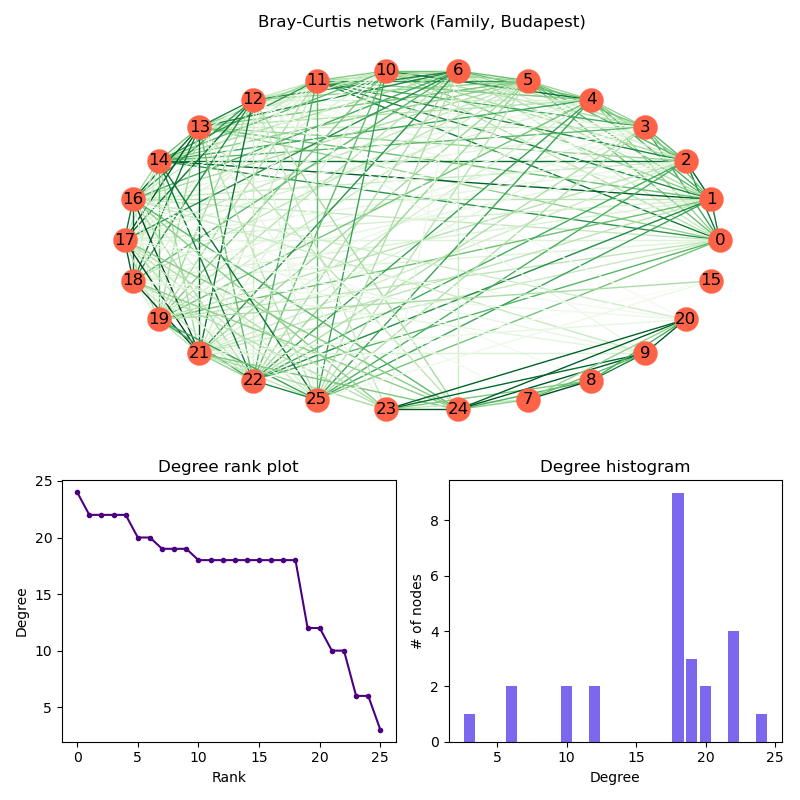 Bray-Curtis network (Family, Budapest)
11 10 6 5
12 4
13 3
14 2
16 1
17 0
18 15
19 20
21 9
22 8
25 23 24 7
Degree rank plot
Degree
25
20
15
10
5
0 5 10 15 20 25
Rank
Degree histogram
# of nodes
8
6
4
2
0
5 10 15 20 25
Degree